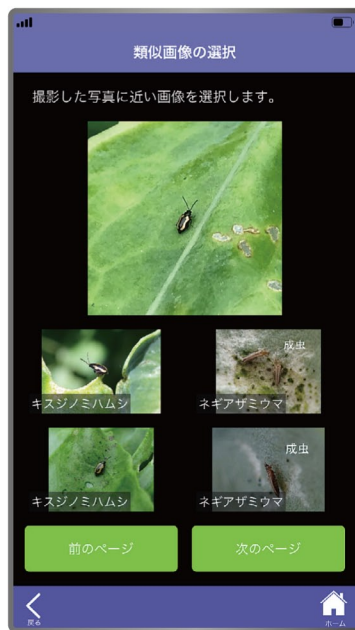 類似画像の選択
撮影した写真に近い画像を選択します。
キスジノミハムシ
成虫
ネギアザミウマ
キスジノミハムシ
成虫
ネギアザミウマ
前のページ
次のページ
戻る
ホーム